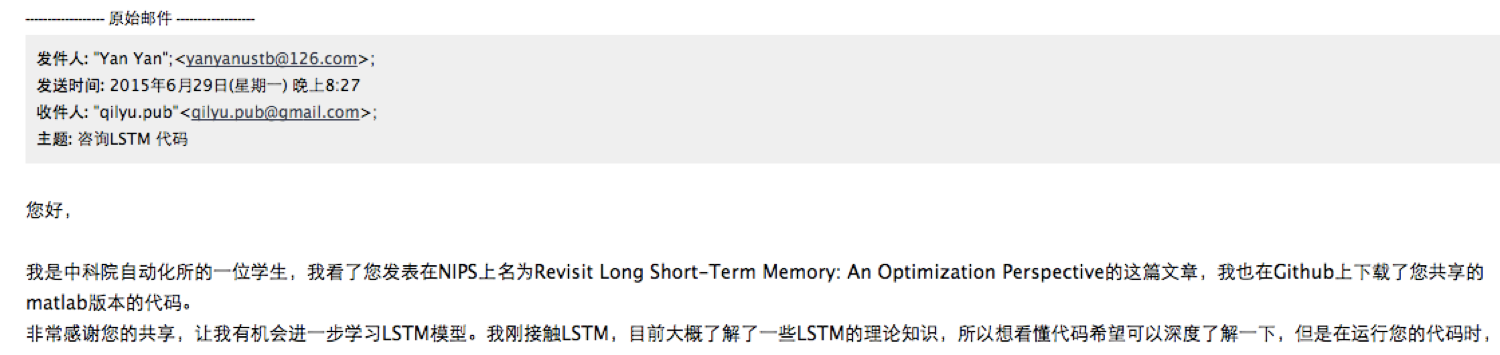 ------------------ 原始邮件 ------------------
发件人: "Yan Yan";<yanyanustb@126.com>;
发送时间: 2015年6月29日(星期一) 晚上8:27
收件人: "qilyu.pub"<qilyu.pub@gmail.com>;
主题: 咨询LSTM 代码
您好，
我是中科院自动化所的一位学生，我看了您发表在NIPS上名为Revisit Long Short-Term Memory: An Optimization Perspective的这篇文章，我也在Github上下载了您共享的
matlab版本的代码。
非常感谢您的共享，让我有机会进一步学习LSTM模型。我刚接触LSTM，目前大概了解了一些LSTM的理论知识，所以想看懂代码希望可以深度了解一下，但是在运行您的代码时，